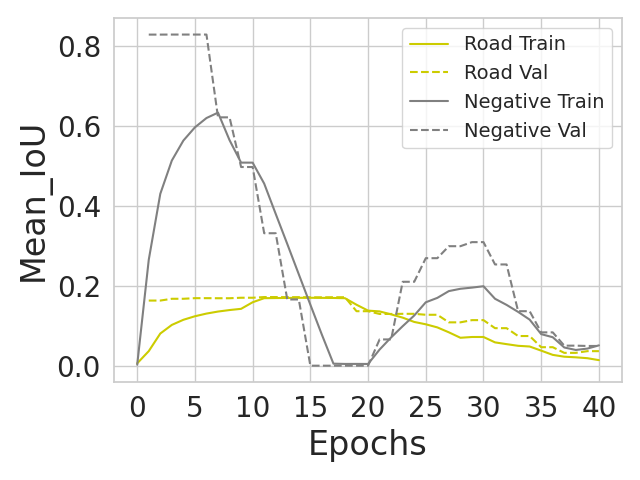 Mean_IoU
0.8
0.6
0.4
0.2
0.0
Road Train
Road Val
Negative Train
Negative Val
0 5 10 15 20 25 30 35 40
Epochs